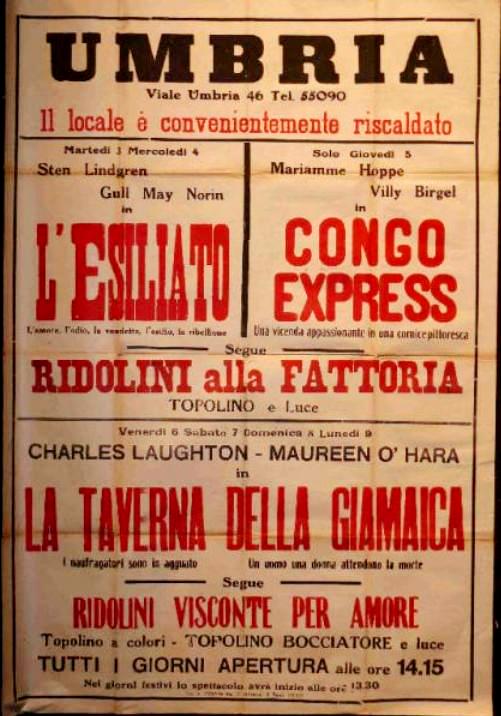 UMBRIA
Viale Umbria 46 Tel. 55090
Il locale è convenientemente riscaldato
Martedì 3 Mercoledì 4
Sten Lindgren
Gull May Norin
in
L'ESILIATO
L'amore, l'odio, la vendetta, l'esilio, la ribellione
Solo Giovedì 5
Mariamme Hoppe
Villy Birgel
in
CONGO
EXPRESS
Una vicenda appassionante in una cornice pittoresca
Segue
RIDOLINI alla FATTORIA
TOPOLINO e Luce
Venerdì 6 Sabato 7 Domenica 8 Lunedì 9
CHARLES LAUGHTON - MAUREEN O' HARA
in
LA TAVERNA DELLA GIAMAICA
I naufragatori sono in agguato
Un uomo una donna attendono la morte
Segue
RIDOLINI VISCONTE PER AMORE
Topolino a colori - TOPOLINO BOCCIATORE e luce
TUTTI I GIORNI APERTURA alle ore 14.15
Nei giorni festivi lo spettacolo avrà inizio alle ore 13.30